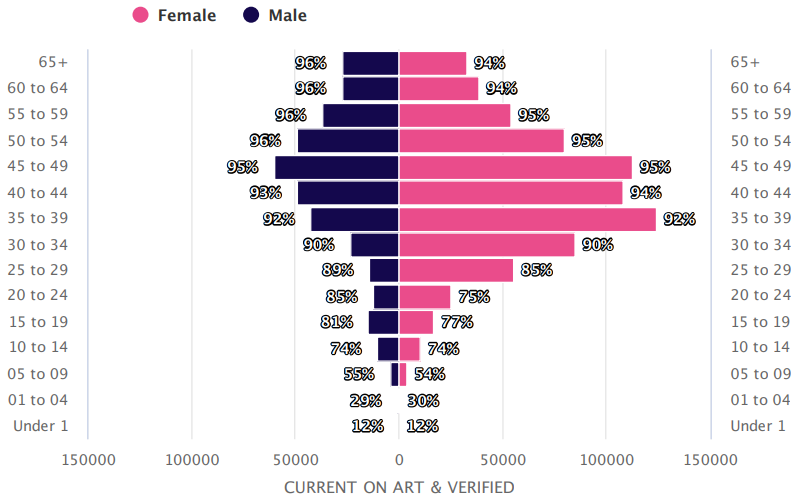 Female Male
65+ 96% 94% 65+
60 to 64 96% 94% 60 to 64
55 to 59 96% 95% 55 to 59
50 to 54 96% 95% 50 to 54
45 to 49 95% 95% 45 to 49
40 to 44 93% 94% 40 to 44
35 to 39 92% 92% 35 to 39
30 to 34 90% 90% 30 to 34
25 to 29 89% 85% 25 to 29
20 to 24 85% 75% 20 to 24
15 to 19 81% 77% 15 to 19
10 to 14 74% 74% 10 to 14
05 to 09 55% 54% 05 to 09
01 to 04 29% 30% 01 to 04
Under 1 12% 12% Under 1
150000 100000 50000 0 50000 100000 150000
CURRENT ON ART & VERIFIED